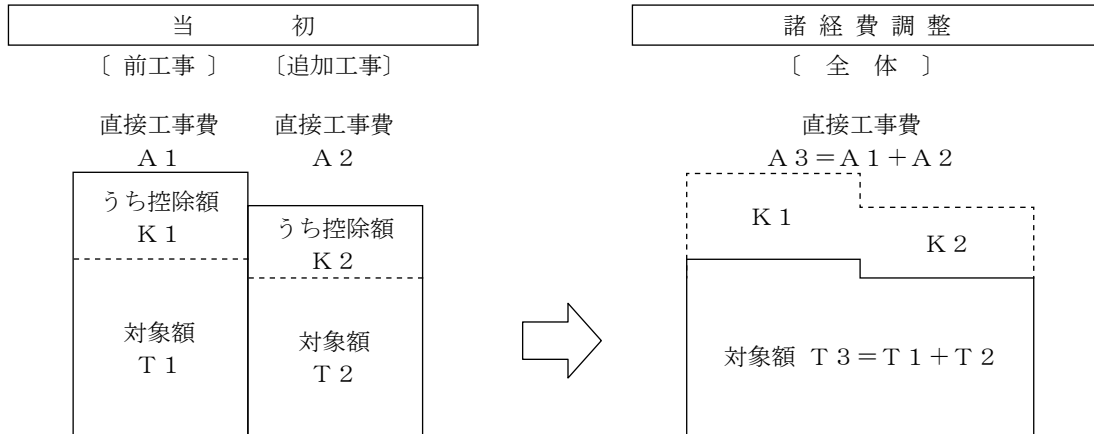 当　　　初
〔 前工事 〕　〔追加工事〕
直接工事費
Ａ１
うち控除額
Ｋ１
対象額
Ｔ１
直接工事費
Ａ２
うち控除額
Ｋ２
対象額
Ｔ２
諸 経 費 調 整
〔　全　体　〕
直接工事費
Ａ３＝Ａ１＋Ａ２
Ｋ１
Ｋ２
対象額 Ｔ３＝Ｔ１＋Ｔ２